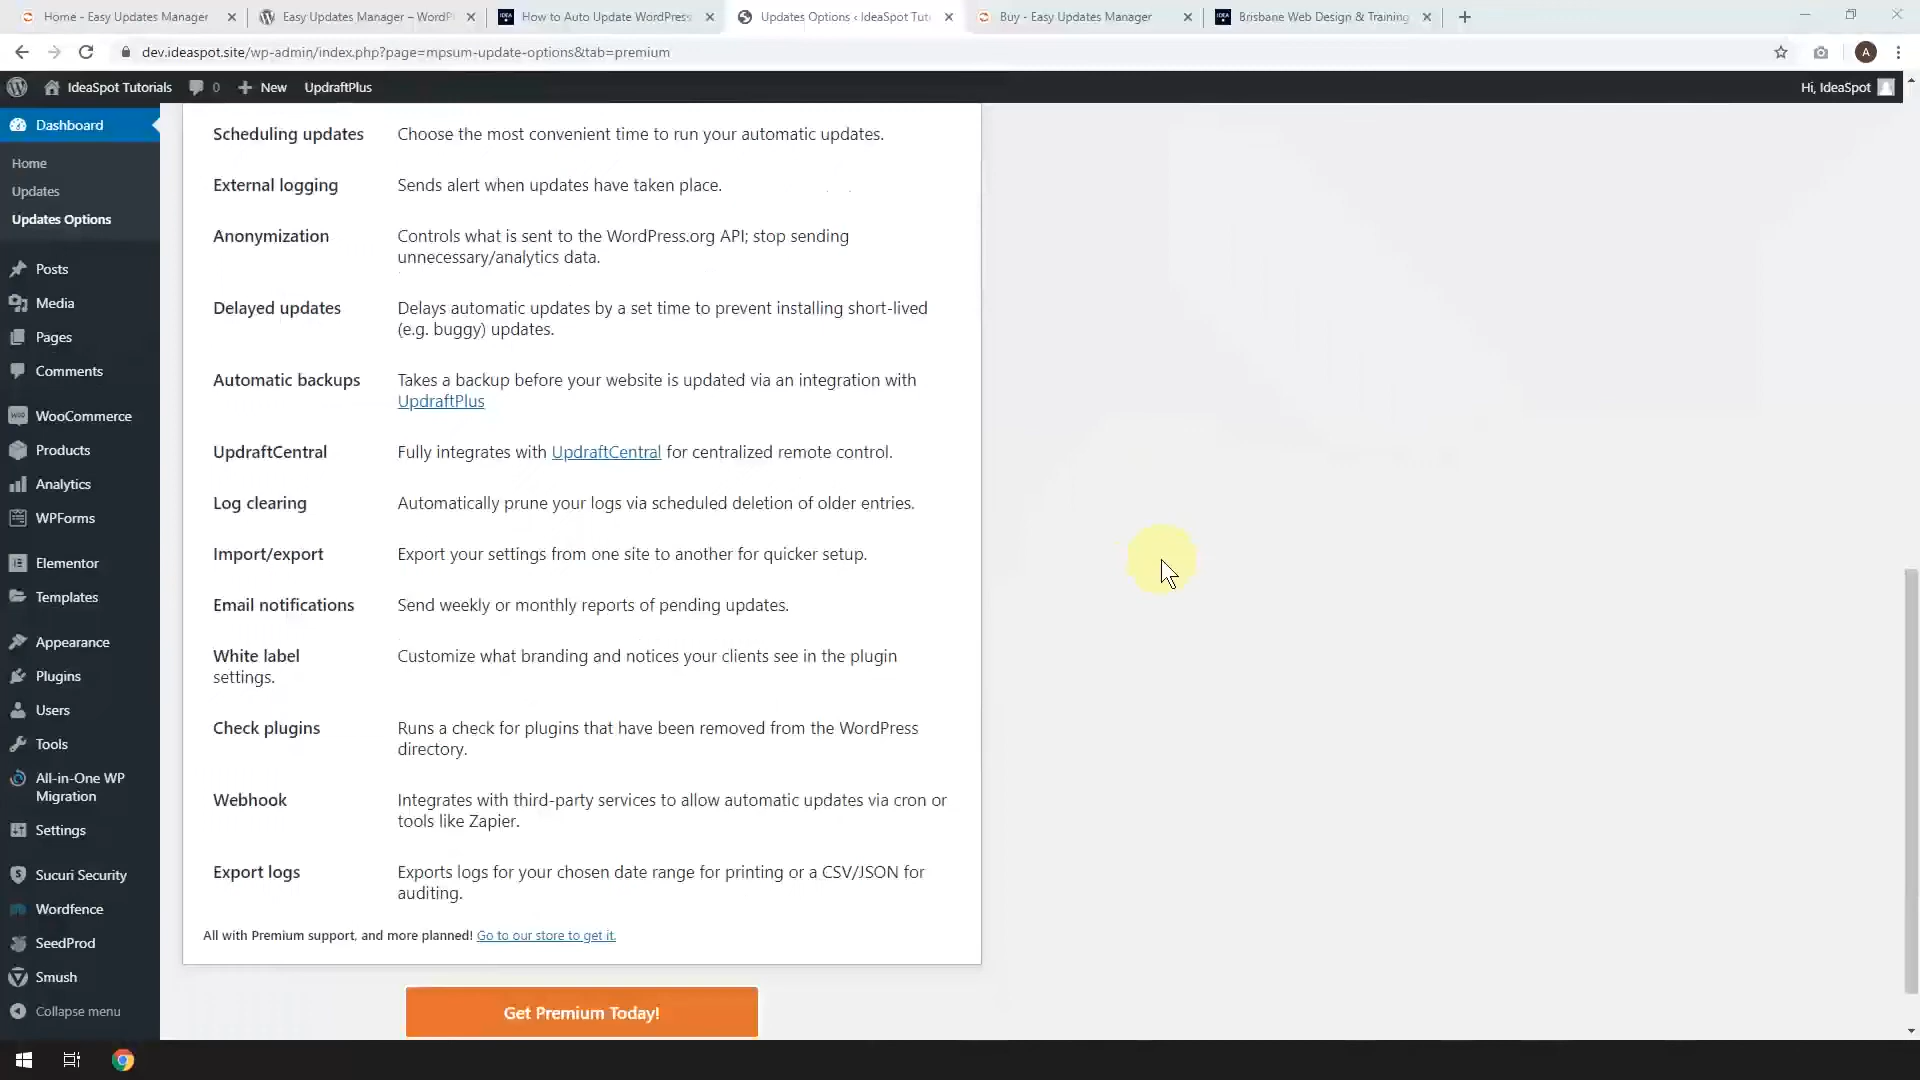 Home - Easy Updates Manager
Easy Updates Manager – WordP
How to Auto Update WordPress
Updates Options ‹ IdeaSpot Tuto
Buy - Easy Updates Manager
Brisbane Web Design & Training
dev.ideaspot.site/wp-admin/index.php?page=mpsum-update-options&tab=premium
A
IdeaSpot Tutorials 0 New UpdraftPlus
Hi, IdeaSpot
Dashboard
Home
Updates
Updates Options
Posts
Media
Pages
Comments
WooCommerce
Products
Analytics
WPForms
Elementor
Templates
Appearance
Plugins
Users
Tools
All-in-One WP
Migration
Settings
Sucuri Security
Wordfence
SeedProd
Smush
Collapse menu
Scheduling updates Choose the most convenient time to run your automatic updates.
External logging Sends alert when updates have taken place.
Anonymization Controls what is sent to the WordPress.org API; stop sending
unnecessary/analytics data.
Delayed updates Delays automatic updates by a set time to prevent installing short-lived
(e.g. buggy) updates.
Automatic backups Takes a backup before your website is updated via an integration with
UpdraftPlus
UpdraftCentral Fully integrates with UpdraftCentral for centralized remote control.
Log clearing Automatically prune your logs via scheduled deletion of older entries.
Import/export Export your settings from one site to another for quicker setup.
Email notifications Send weekly or monthly reports of pending updates.
White label Customize what branding and notices your clients see in the plugin
settings.
Check plugins Runs a check for plugins that have been removed from the WordPress
directory.
Webhook Integrates with third-party services to allow automatic updates via cron or
tools like Zapier.
Export logs Exports logs for your chosen date range for printing or a CSV/JSON for
auditing.
All with Premium support, and more planned! Go to our store to get it.
Get Premium Today!